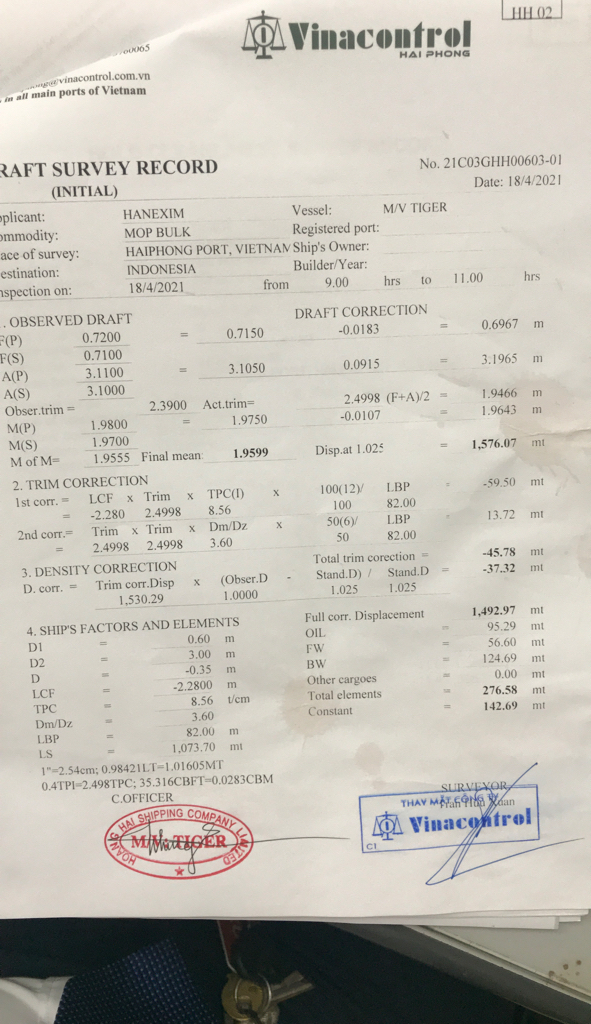 HH 02
Vinacontrol
HAI PHONG
vinacontrol.com.vn
in all main ports of Vietnam
RAFT SURVEY RECORD
(INITIAL)
No. 21C03GHH00603-01
Date: 18/4/2021
pplicant: HANEXIM Vessel: M/V TIGER
ommodity: MOP BULK Registered port:
ace of survey: HAIPHONG PORT, VIETNAM Ship's Owner:
estination: INDONESIA Builder/Year:
nspection on: 18/4/2021 from 9.00 hrs to 11.00 hrs
. OBSERVED DRAFT DRAFT CORRECTION
F(P) 0.7200 = 0.7150 -0.0183 = 0.6967 m
F(S) 0.7100
A(P) 3.1100 = 3.1050 0.0915 = 3.1965 m
A(S) 3.1000
Obser.trim = 2.3900 Act.trim= 2.4998 (F+A)/2 = 1.9466 m
M(P) 1.9800 = 1.9750 -0.0107 = 1.9643 m
M(S) 1.9700
M of M= 1.9555 Final mean: 1.9599 Disp.at 1.025 = 1,576.07 mt
2. TRIM CORRECTION
1st corr. = LCF x Trim x TPC(I) x 100(12)/ LBP = -59.50 mt
= -2.280 2.4998 8.56 100 82.00
2nd corr.= Trim x Trim x Dm/Dz x 50(6)/ LBP = 13.72 mt
= 2.4998 2.4998 3.60 50 82.00
Total trim corection = -45.78 mt
3. DENSITY CORRECTION
D. corr. = Trim corr.Disp x (Obser.D - Stand.D) / Stand.D = -37.32 mt
1,530.29 1.0000 1.025 1.025
Full corr. Displacement 1,492.97 mt
4. SHIP'S FACTORS AND ELEMENTS
D1 = 0.60 m OIL = 95.29 mt
D2 = 3.00 m FW = 56.60 mt
D = -0.35 m BW = 124.69 mt
LCF = -2.2800 m Other cargoes = 0.00 mt
TPC = 8.56 t/cm Total elements = 276.58 mt
Dm/Dz = 3.60 Constant = 142.69 mt
LBP = 82.00 m
LS = 1,073.70 mt
1"=2.54cm; 0.98421LT=1.01605MT
0.4TPI=2.498TPC; 35.316CBFT=0.0283CBM
C.OFFICER
SURVEYOR
HOANG HAI SHIPPING COMPANY LIMITED
M/V TIGER
THAY MẶT CÔNG TY
Vinacontrol
C1